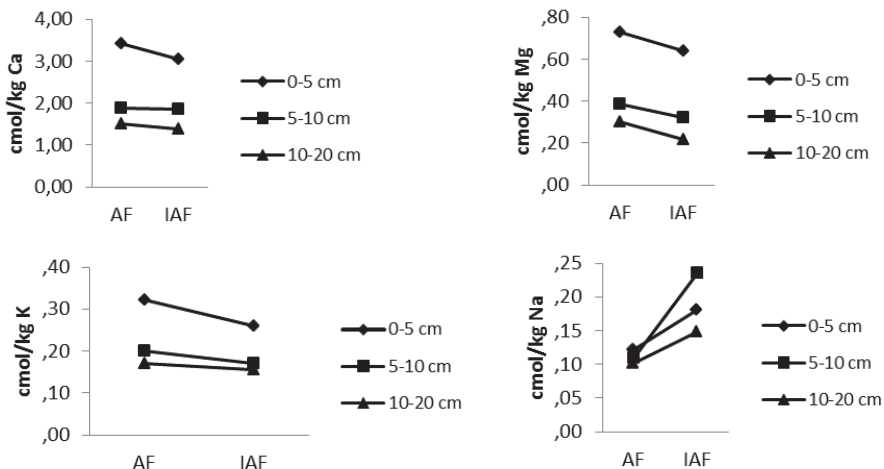 cmol/kg Ca
4,00
3,00
2,00
1,00
0,00
AF IAF
0-5 cm
5-10 cm
10-20 cm
cmol/kg Mg
,80
,60
,40
,20
,00
AF IAF
0-5 cm
5-10 cm
10-20 cm
cmol/kg K
,40
,30
,20
,10
,00
AF IAF
0-5 cm
5-10 cm
10-20 cm
cmol/kg Na
,25
,20
,15
,10
,05
,00
AF IAF
0-5 cm
5-10 cm
10-20 cm